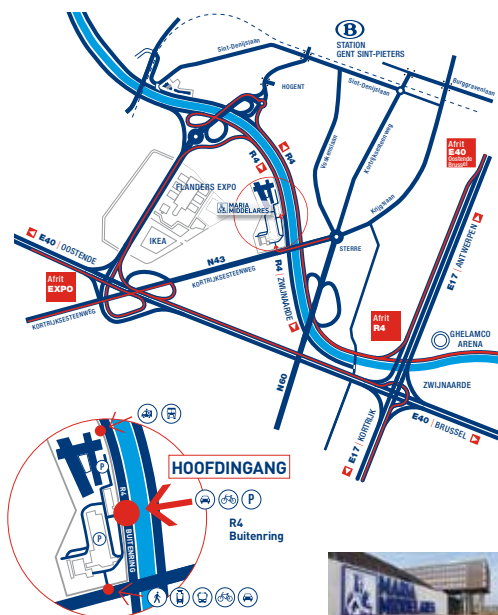 B
STATION
GENT SINT-PIETERS
Sint-Denijslaan
Sint-Denijslaan
Burggravenlaan
HOGENT
Voskenslaan
Kortrijksesteenweg
Krijgslaan
R4
R4
Afrit
E40
Oostende
Brussel
FLANDERS EXPO
MARIA
MIDDELARES
IKEA
STERRE
E40 | OOSTENDE
N43
KORTRIJKSESTEENWEG
R4 | ZWIJNAARDE
Afrit
EXPO
KORTRIJKSESTEENWEG
E17 | ANTWERPEN
Afrit
R4
GHELAMCO
ARENA
ZWIJNAARDE
N60
E17 | KORTRIJK
E40 | BRUSSEL
HOOFDINGANG
P
R4
P
P
BUITENRING
R4
Buitenring
MARIA
MIDDELARES